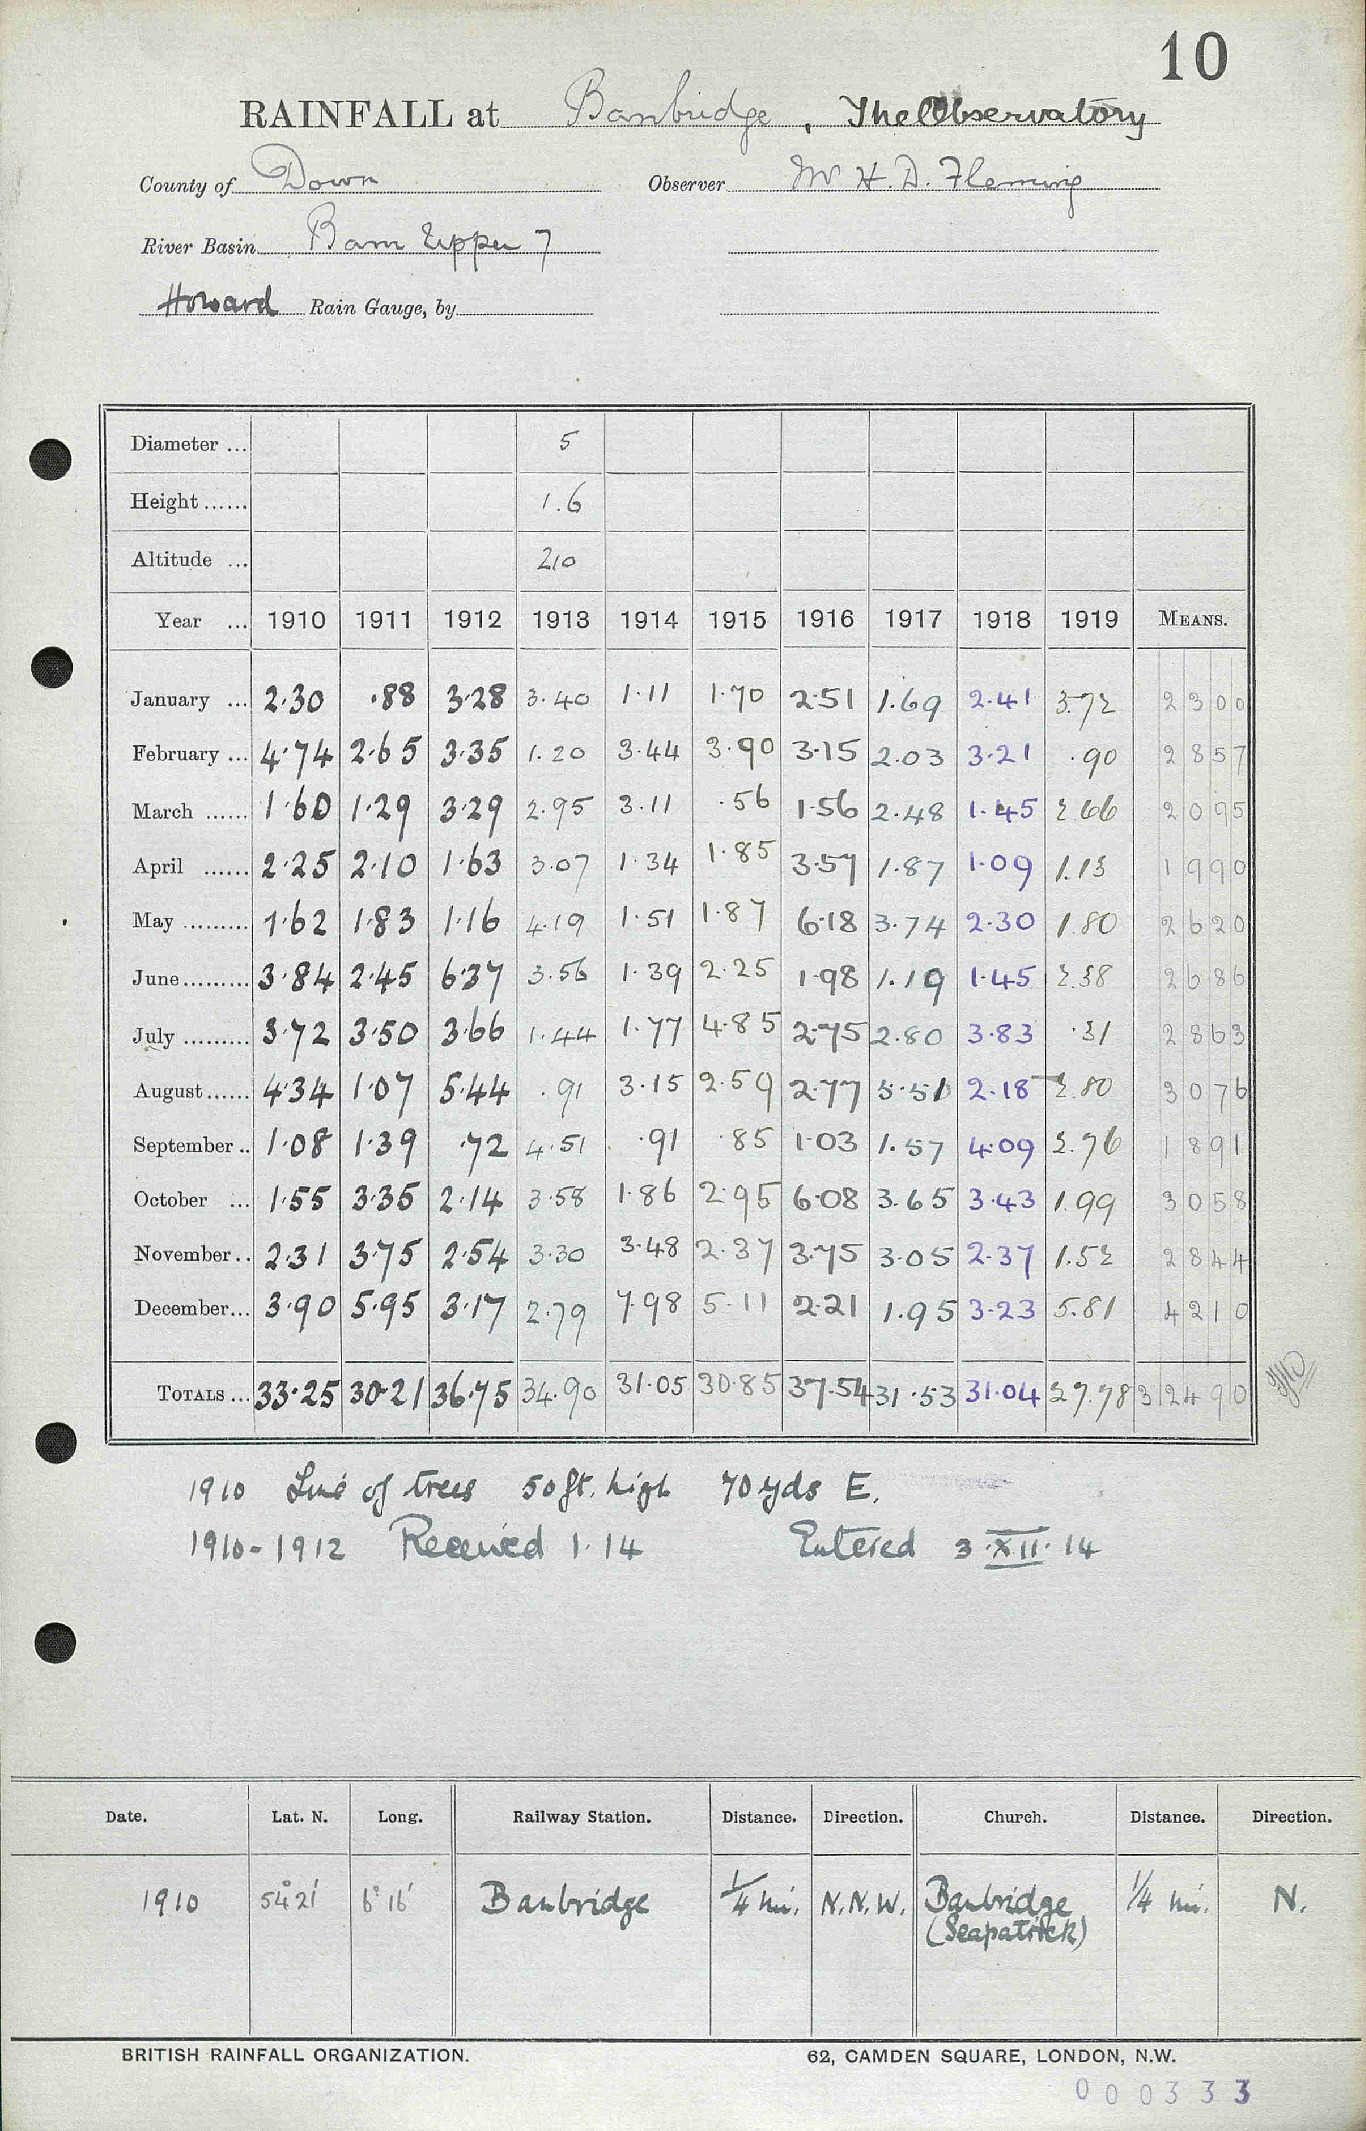 10
RAINFALL at Banbridge, The Observatory
County of Down Observer Mr H. D. Fleming
River Basin Bann Upper 7
Howard Rain Gauge, by
Diameter ... 5
Height ...... 1.6
Altitude ... 210
Year ... 1910 1911 1912 1913 1914 1915 1916 1917 1918 1919 MEANS.
January ... 2.30 .88 3.28 3.40 1.11 1.70 2.51 1.69 2.41 3.72 2300
February ... 4.74 2.65 3.35 1.20 3.44 3.90 3.15 2.03 3.21 .90 2857
March ...... 1.60 1.29 3.29 2.95 3.11 .56 1.56 2.48 1.45 2.66 2095
April ...... 2.25 2.10 1.63 3.07 1.34 1.85 3.57 1.87 1.09 1.13 1990
May ......... 1.62 1.83 1.16 4.19 1.51 1.87 6.18 3.74 2.30 1.80 2620
June......... 3.84 2.45 6.37 3.56 1.39 2.25 1.98 1.19 1.45 2.38 2686
July ......... 3.72 3.50 3.66 1.44 1.77 4.85 2.75 2.80 3.83 .31 2863
August...... 4.34 1.07 5.44 .91 3.15 2.59 2.77 5.51 2.18 2.80 3076
September .. 1.08 1.39 .72 4.51 .91 .85 1.03 1.57 4.09 2.76 1891
October ... 1.55 3.35 2.14 3.58 1.86 2.95 6.08 3.65 3.43 1.99 3058
November.. 2.31 3.75 2.54 3.30 3.48 2.37 3.75 3.05 2.37 1.52 2844
December... 3.90 5.95 3.17 2.79 7.98 5.11 2.21 1.95 3.23 5.81 4210
TOTALS ... 33.25 30.21 36.75 34.90 31.05 30.85 37.54 31.53 31.04 27.78 32490
1910 Line of trees 50 ft. high 70 yds E.
1910-1912 Received 1.14 Entered 3.XII.14
Date. Lat. N. Long. Railway Station. Distance. Direction. Church. Distance. Direction.
1910 54° 21' 6° 16' Banbridge 1/4 mi. N.N.W. Banbridge 1/4 mi. N.
(Seapatrick)
BRITISH RAINFALL ORGANIZATION. 62, CAMDEN SQUARE, LONDON, N.W.
000333